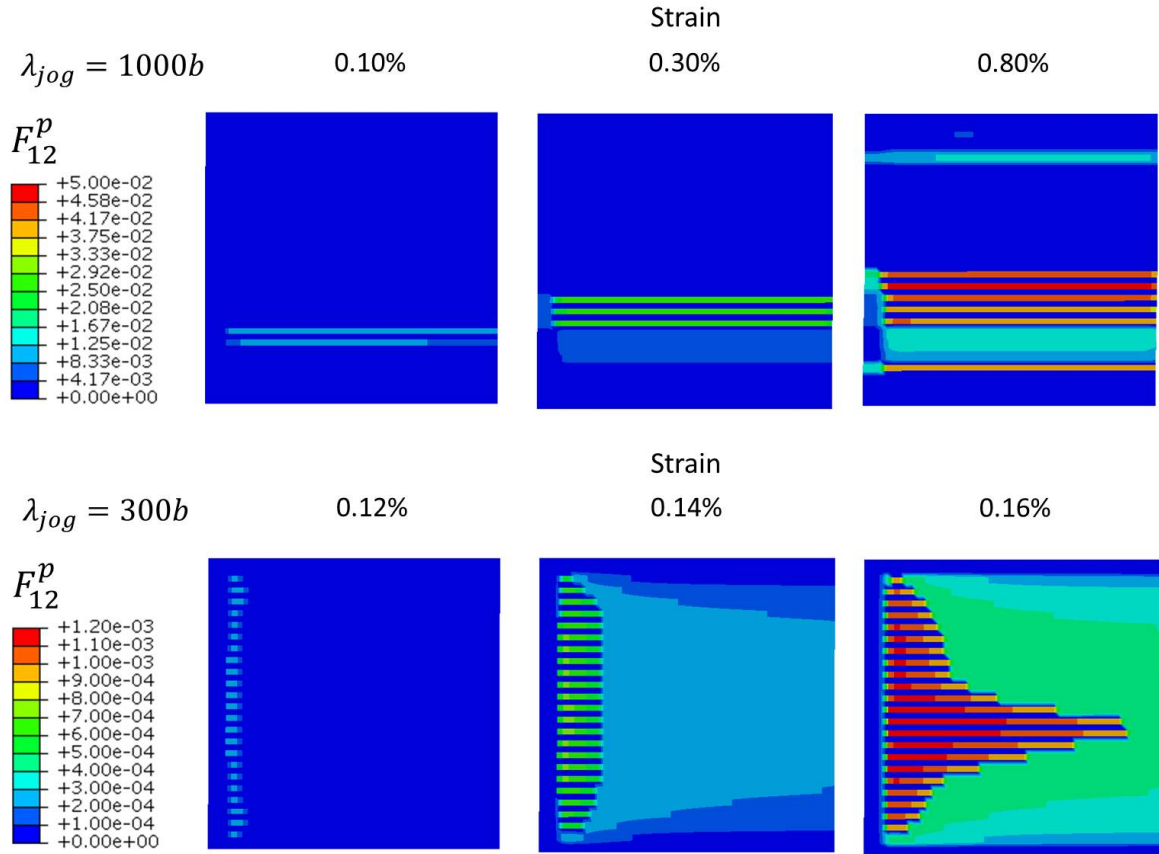 Strain
λ_jog = 1000b 0.10% 0.30% 0.80%
F^p_12
+5.00e-02
+4.58e-02
+4.17e-02
+3.75e-02
+3.33e-02
+2.92e-02
+2.50e-02
+2.08e-02
+1.67e-02
+1.25e-02
+8.33e-03
+4.17e-03
+0.00e+00
Strain
λ_jog = 300b 0.12% 0.14% 0.16%
F^p_12
+1.20e-03
+1.10e-03
+1.00e-03
+9.00e-04
+8.00e-04
+7.00e-04
+6.00e-04
+5.00e-04
+4.00e-04
+3.00e-04
+2.00e-04
+1.00e-04
+0.00e+00